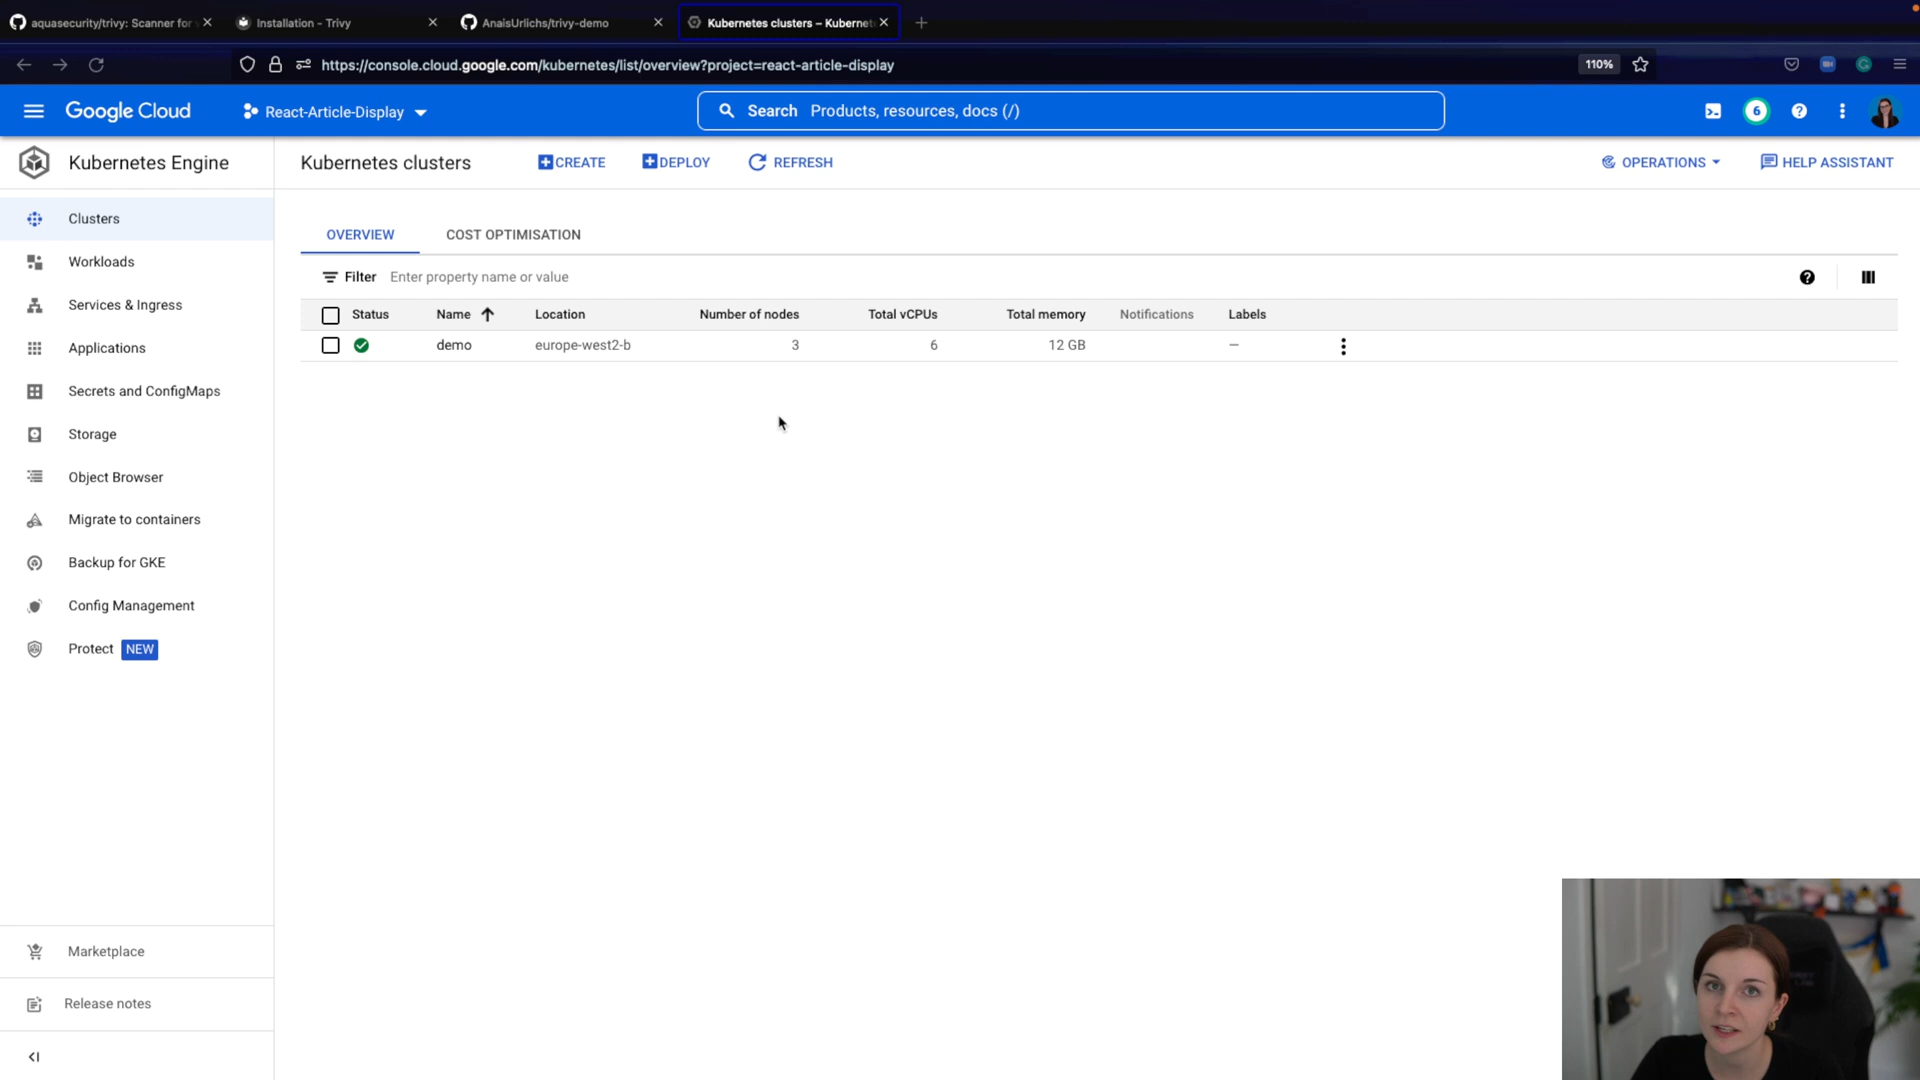 aquasecurity/trivy: Scanner for
Installation - Trivy
AnaisUrlichs/trivy-demo
Kubernetes clusters – Kubernet
https://console.cloud.google.com/kubernetes/list/overview?project=react-article-display
110%
Google Cloud
React-Article-Display
Search Products, resources, docs (/)
6
Kubernetes Engine
Kubernetes clusters
CREATE
DEPLOY
REFRESH
OPERATIONS
HELP ASSISTANT
Clusters
Workloads
Services & Ingress
Applications
Secrets and ConfigMaps
Storage
Object Browser
Migrate to containers
Backup for GKE
Config Management
Protect NEW
Marketplace
Release notes
OVERVIEW
COST OPTIMISATION
Filter Enter property name or value
Status Name Location Number of nodes Total vCPUs Total memory Notifications Labels
demo europe-west2-b 3 6 12 GB —